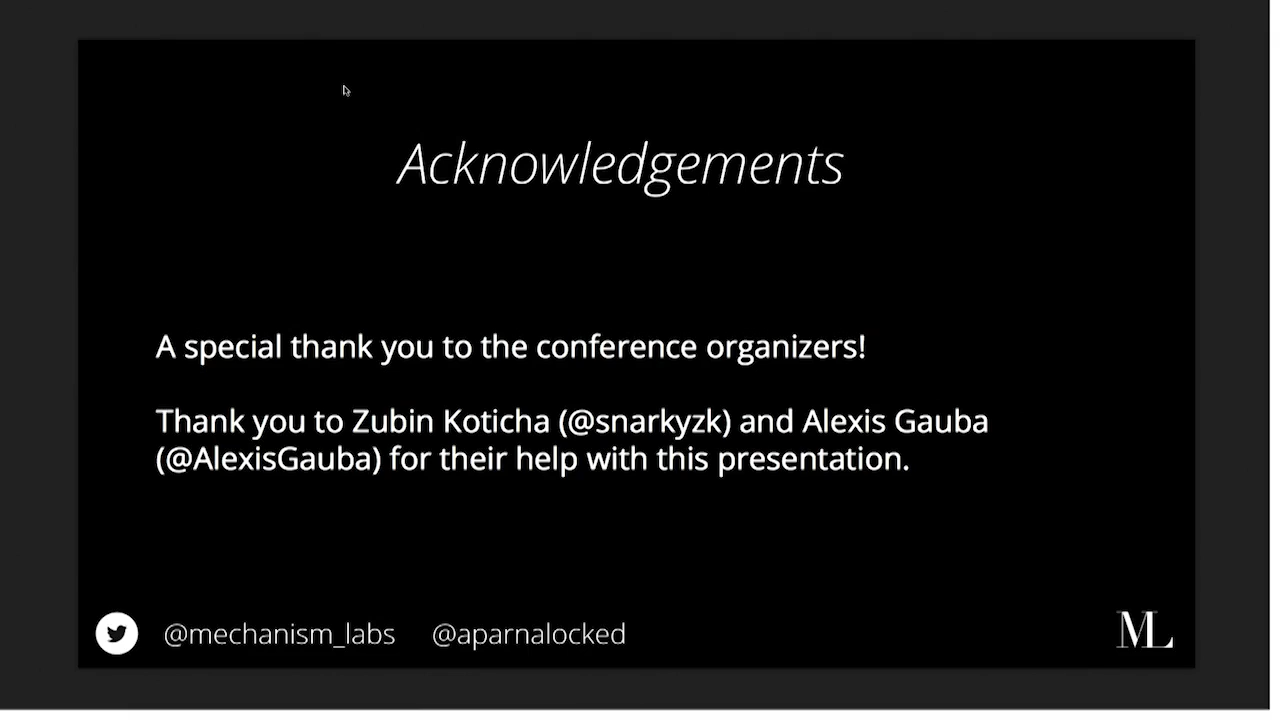 Acknowledgements
A special thank you to the conference organizers!
Thank you to Zubin Koticha (@snarkyzk) and Alexis Gauba
(@AlexisGauba) for their help with this presentation.
@mechanism_labs @aparnalocked
ML